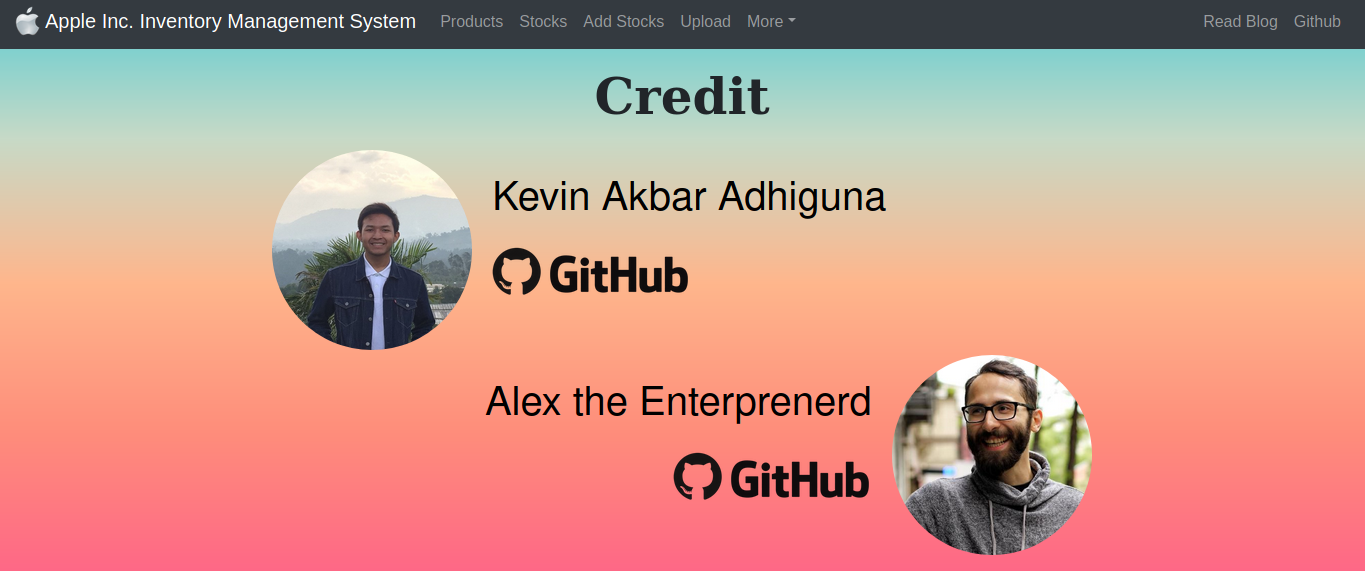 Apple Inc. Inventory Management System Products Stocks Add Stocks Upload More Read Blog Github
Credit
Kevin Akbar Adhiguna
GitHub
Alex the Enterprenerd
GitHub